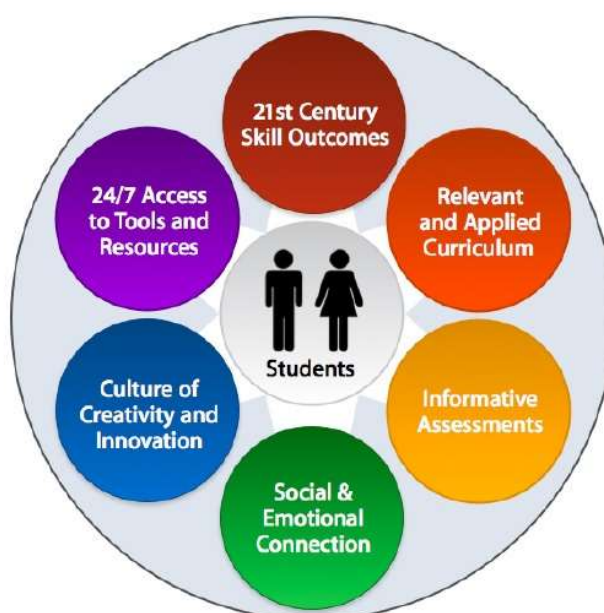 21st Century
Skill Outcomes
24/7 Access
to Tools and
Resources
Relevant
and Applied
Curriculum
Students
Culture of
Creativity and
Innovation
Informative
Assessments
Social &
Emotional
Connection